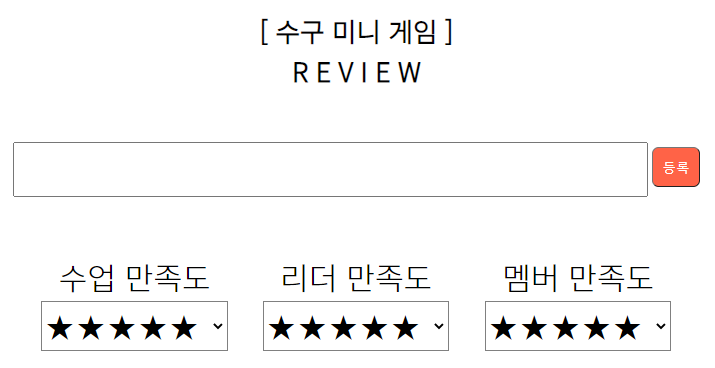 [ 수구 미니 게임 ]
R E V I E W
등록
수업 만족도 리더 만족도 멤버 만족도
★★★★★ ★★★★★ ★★★★★